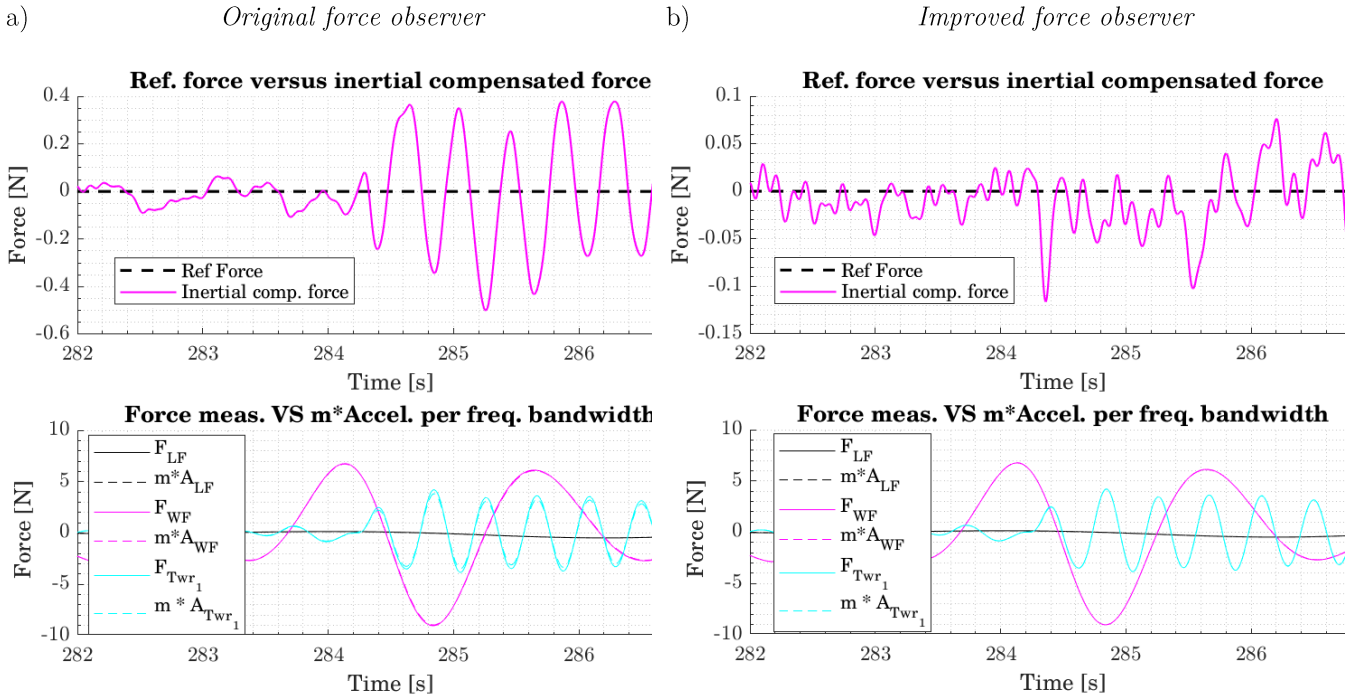 a)
Original force observer
b)
Improved force observer
Ref. force versus inertial compensated force
0.4
0.2
0
-0.2
-0.4
-0.6
Force [N]
Ref Force
Inertial comp. force
282
283
284
285
286
Time [s]
Ref. force versus inertial compensated force
0.1
0.05
0
-0.05
-0.1
-0.15
Force [N]
Ref Force
Inertial comp. force
282
283
284
285
286
Time [s]
Force meas. VS m*Accel. per freq. bandwidth
10
5
0
-5
-10
Force [N]
F_LF
m*A_LF
F_WF
m*A_WF
F_Twr_1
m * A_Twr_1
282
283
284
285
286
Time [s]
Force meas. VS m*Accel. per freq. bandwidth
10
5
0
-5
-10
Force [N]
F_LF
m*A_LF
F_WF
m*A_WF
F_Twr_1
m * A_Twr_1
282
283
284
285
286
Time [s]